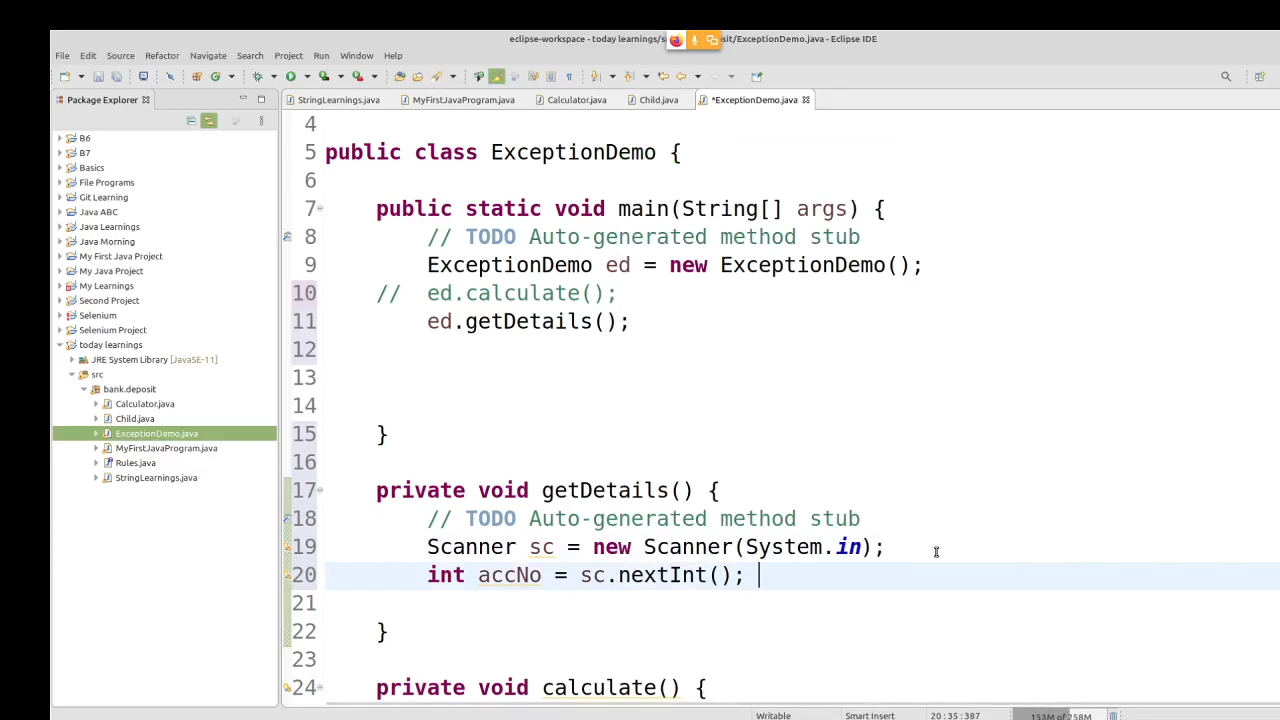 eclipse-workspace - today learnings/s sit/ExceptionDemo.java - Eclipse IDE
File Edit Source Refactor Navigate Search Project Run Window Help
Package Explorer
StringLearnings.java MyFirstJavaProgram.java Calculator.java Child.java *ExceptionDemo.java
B6
B7
Basics
File Programs
Git Learning
Java ABC
Java Learnings
Java Morning
My First Java Project
My Java Project
My Learnings
Second Project
Selenium
Selenium Project
today learnings
JRE System Library [JavaSE-11]
src
bank.deposit
Calculator.java
Child.java
ExceptionDemo.java
MyFirstJavaProgram.java
Rules.java
StringLearnings.java
4
5 public class ExceptionDemo {
6
7 public static void main(String[] args) {
8 // TODO Auto-generated method stub
9 ExceptionDemo ed = new ExceptionDemo();
10 // ed.calculate();
11 ed.getDetails();
12
13
14
15 }
16
17 private void getDetails() {
18 // TODO Auto-generated method stub
19 Scanner sc = new Scanner(System.in);
20 int accNo = sc.nextInt();
21
22 }
23
24 private void calculate() {
Writable Smart Insert 20:35:387 153M of 258M